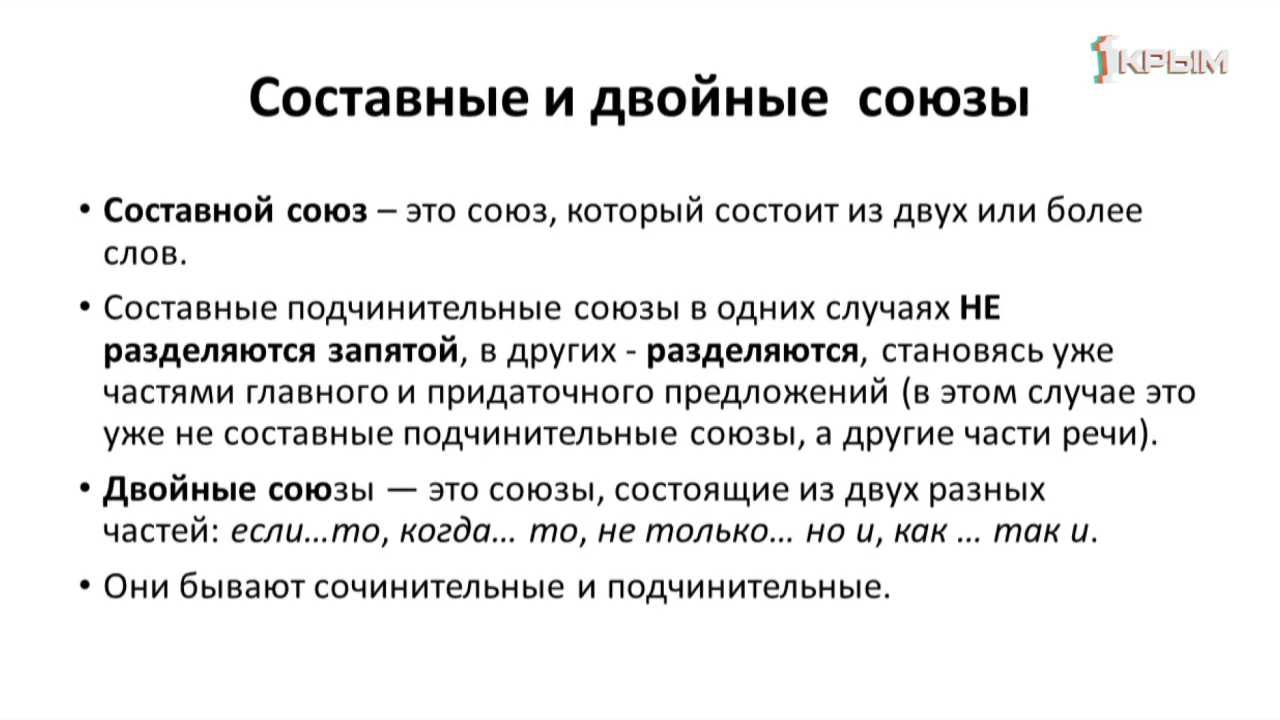 1КРЫМ
Составные и двойные союзы
• Составной союз – это союз, который состоит из двух или более
слов.
• Составные подчинительные союзы в одних случаях НЕ
разделяются запятой, в других - разделяются, становясь уже
частями главного и придаточного предложений (в этом случае это
уже не составные подчинительные союзы, а другие части речи).
• Двойные союзы — это союзы, состоящие из двух разных
частей: если...то, когда... то, не только... но и, как ... так и.
• Они бывают сочинительные и подчинительные.